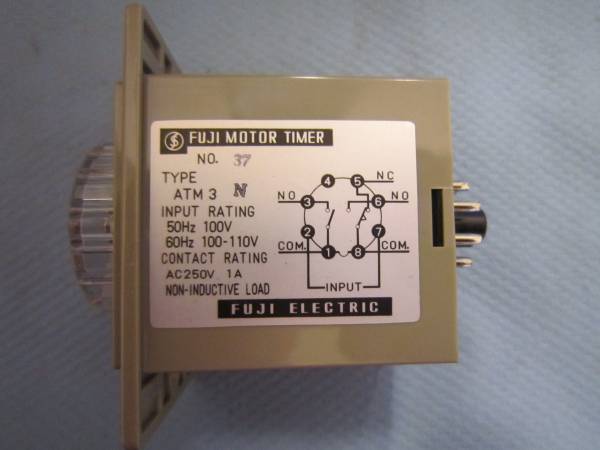 FUJI MOTOR TIMER
NO. 37
TYPE
ATM 3 N
INPUT RATING
50Hz 100V
60Hz 100-110V
CONTACT RATING
AC250V 1A
NON-INDUCTIVE LOAD
4 5 NC
NO 3 6 NO
2 7
COM. 1 8 COM.
INPUT
FUJI ELECTRIC